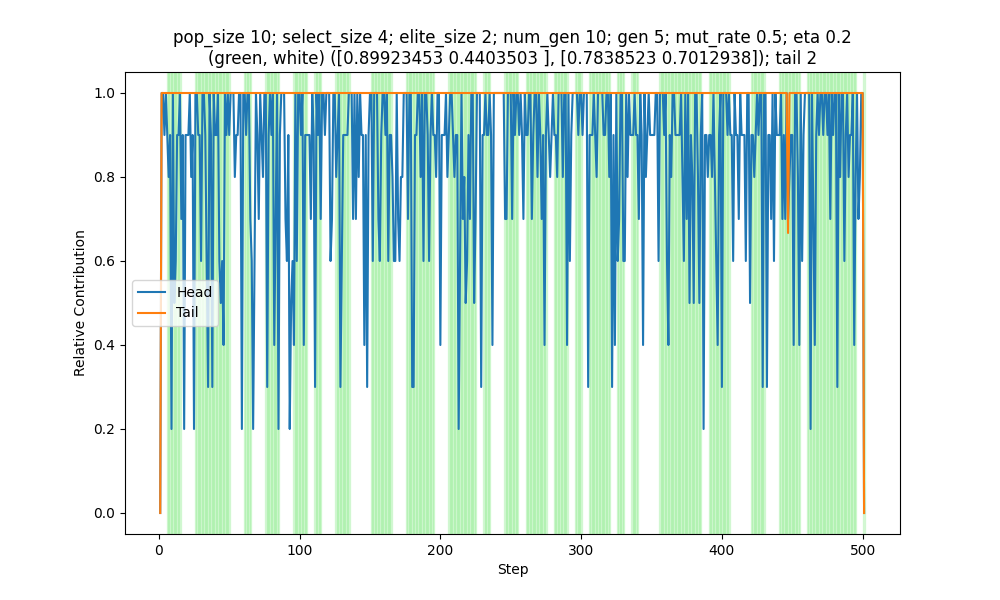 pop_size 10; select_size 4; elite_size 2; num_gen 10; gen 5; mut_rate 0.5; eta 0.2
(green, white) ([0.89923453 0.4403503 ], [0.7838523 0.7012938]); tail 2
1.0
0.8
0.6
0.4
0.2
0.0
Relative Contribution
Head
Tail
0
100
200
300
400
500
Step